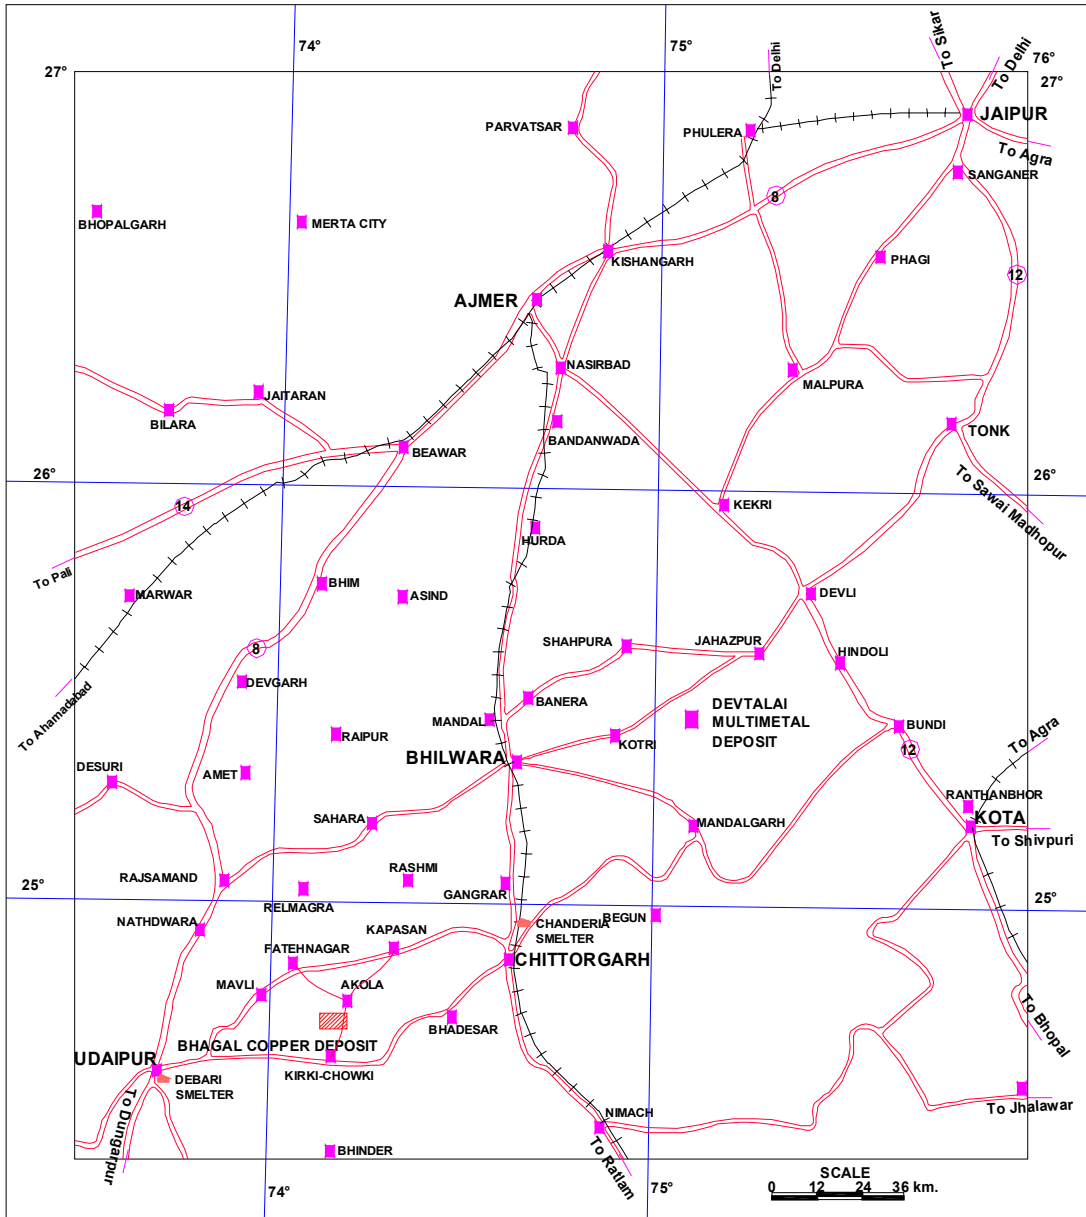 74°
75°
76°
27°
27°
To Sikar
To Delhi
To Delhi
JAIPUR
PARVATSAR
PHULERA
To Agra
SANGANER
BHOPALGARH
MERTA CITY
8
KISHANGARH
PHAGI
12
AJMER
NASIRBAD
MALPURA
JAITARAN
BILARA
BANDANWADA
TONK
BEAWAR
26°
26°
To Sawai Madhopur
14
KEKRI
HURDA
To Pali
MARWAR
BHIM
ASIND
DEVLI
8
SHAHPURA
JAHAZPUR
HINDOLI
DEVGARH
BANERA
To Ahamadabad
MANDAL
DEVTALAI
MULTIMETAL
DEPOSIT
RAIPUR
KOTRI
BUNDI
12
To Agra
BHILWARA
DESURI
AMET
RANTHANBHOR
SAHARA
MANDALGARH
KOTA
To Shivpuri
RAJSAMAND
RASHMI
25°
GANGRAR
RELMAGRA
25°
NATHDWARA
BEGUN
CHANDERIA
SMELTER
KAPASAN
FATEHNAGAR
CHITTORGARH
MAVLI
AKOLA
BHADESAR
To Bhopal
BHAGAL COPPER DEPOSIT
UDAIPUR
KIRKI-CHOWKI
DEBARI
SMELTER
To Dungarpur
NIMACH
To Jhalawar
BHINDER
To Ratlam
SCALE
0 12 24 36 km.
74°
75°